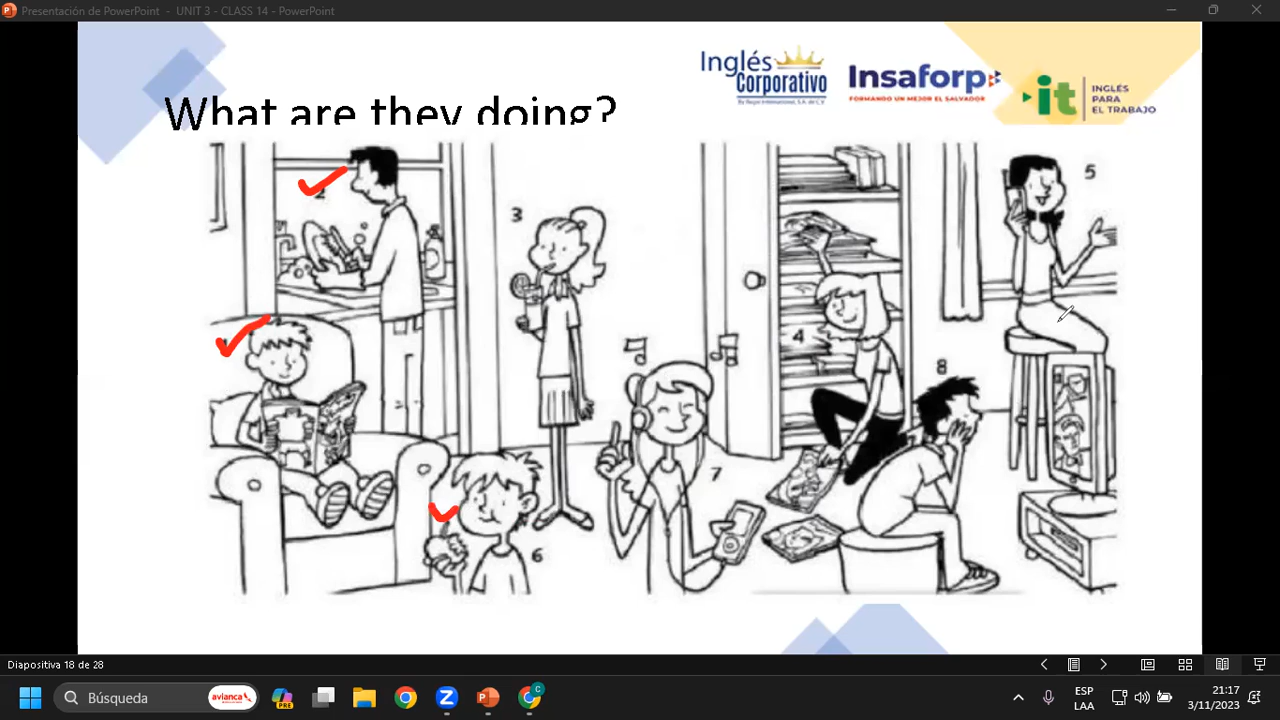 Presentación de PowerPoint - UNIT 3 - CLASS 14 - PowerPoint
Inglés
Corporativo
Insaforp
FORMANDO UN MEJOR EL SALVADOR
it
INGLÉS
PARA
EL TRABAJO
What are they doing?
2
3
5
4
8
7
6
Diapositiva 18 de 28
Búsqueda
avianca
PRE
ESP
LAA
21:17
3/11/2023